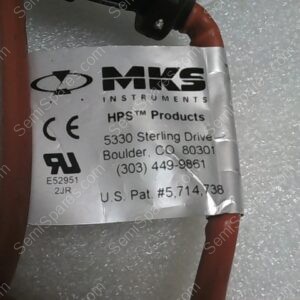 MKS
INSTRUMENTS
HPS™ Products
5330 Sterling Drive
Boulder, CO 80301
(303) 449-9861
U.S. Pat. #5,714,738
CE
E52951
2JR